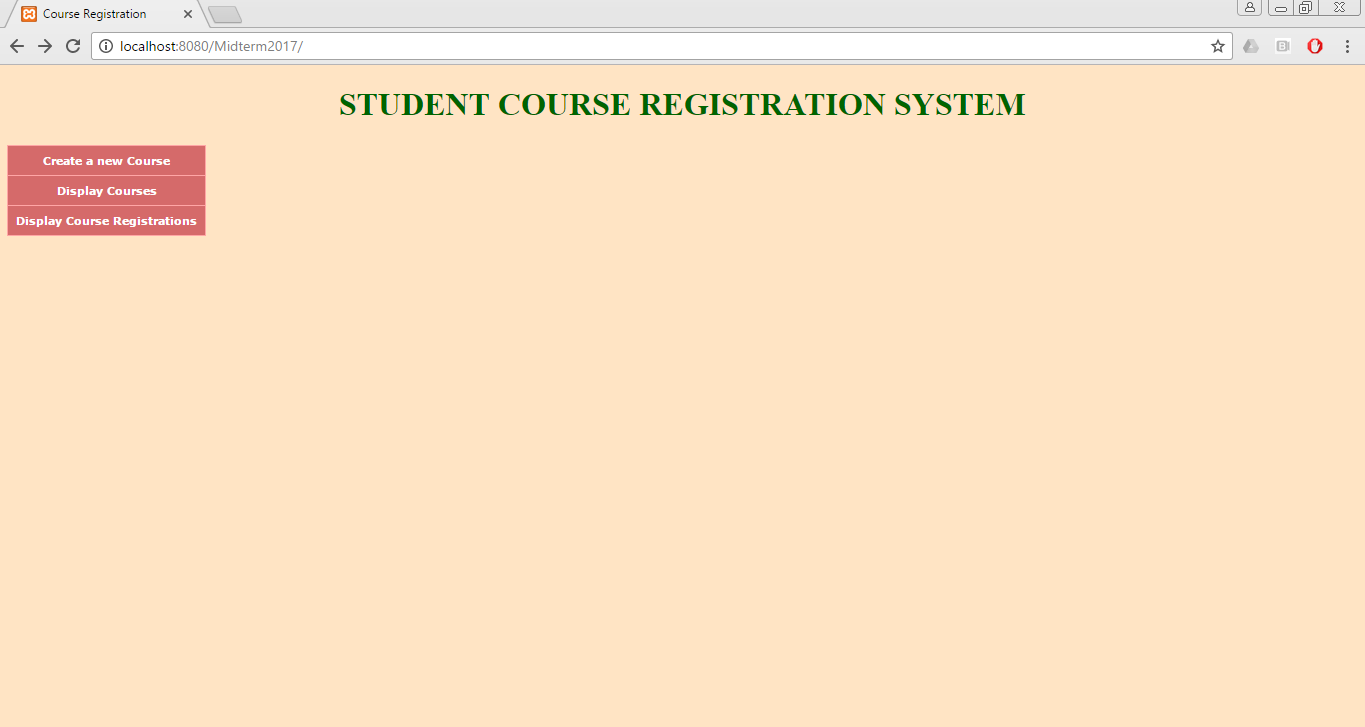 Course Registration
localhost:8080/Midterm2017/
STUDENT COURSE REGISTRATION SYSTEM
Create a new Course
Display Courses
Display Course Registrations